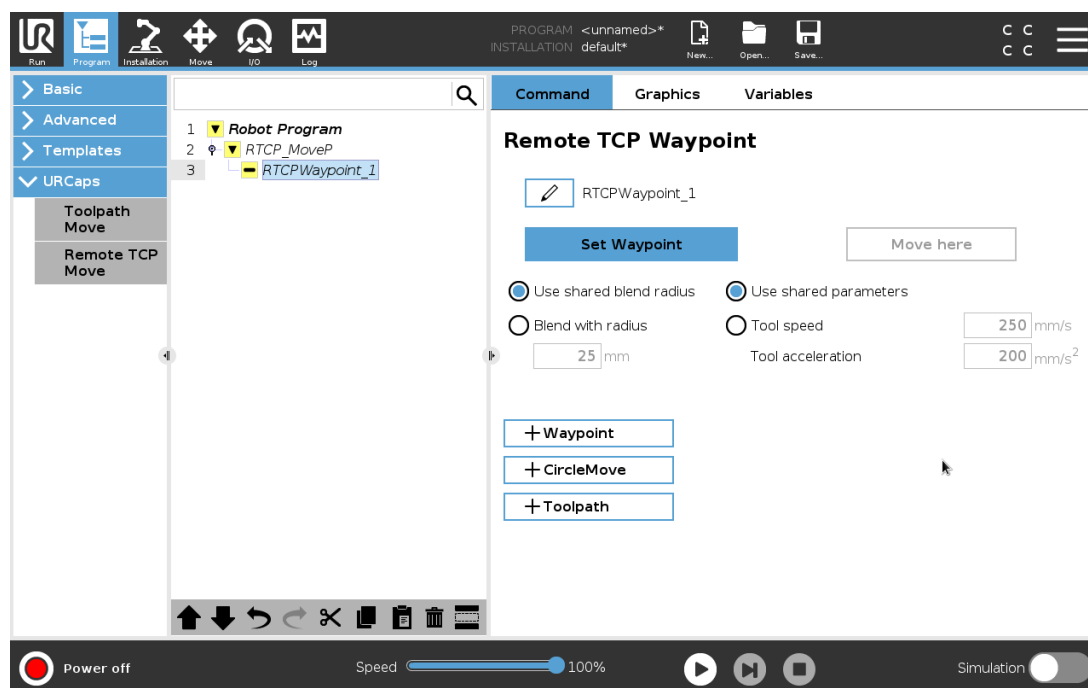 UR
PROGRAM <unnamed>*
INSTALLATION default*
C C
C C
Run Program Installation Move I/O Log New... Open... Save...
Basic
Advanced
Templates
URCaps
Toolpath
Move
Remote TCP
Move
1 Robot Program
2 RTCP_MoveP
3 RTCPWaypoint_1
Command Graphics Variables
Remote TCP Waypoint
RTCPWaypoint_1
Set Waypoint Move here
Use shared blend radius Use shared parameters
Blend with radius Tool speed 250 mm/s
25 mm Tool acceleration 200 mm/s²
+ Waypoint
+ CircleMove
+ Toolpath
Power off Speed 100% Simulation